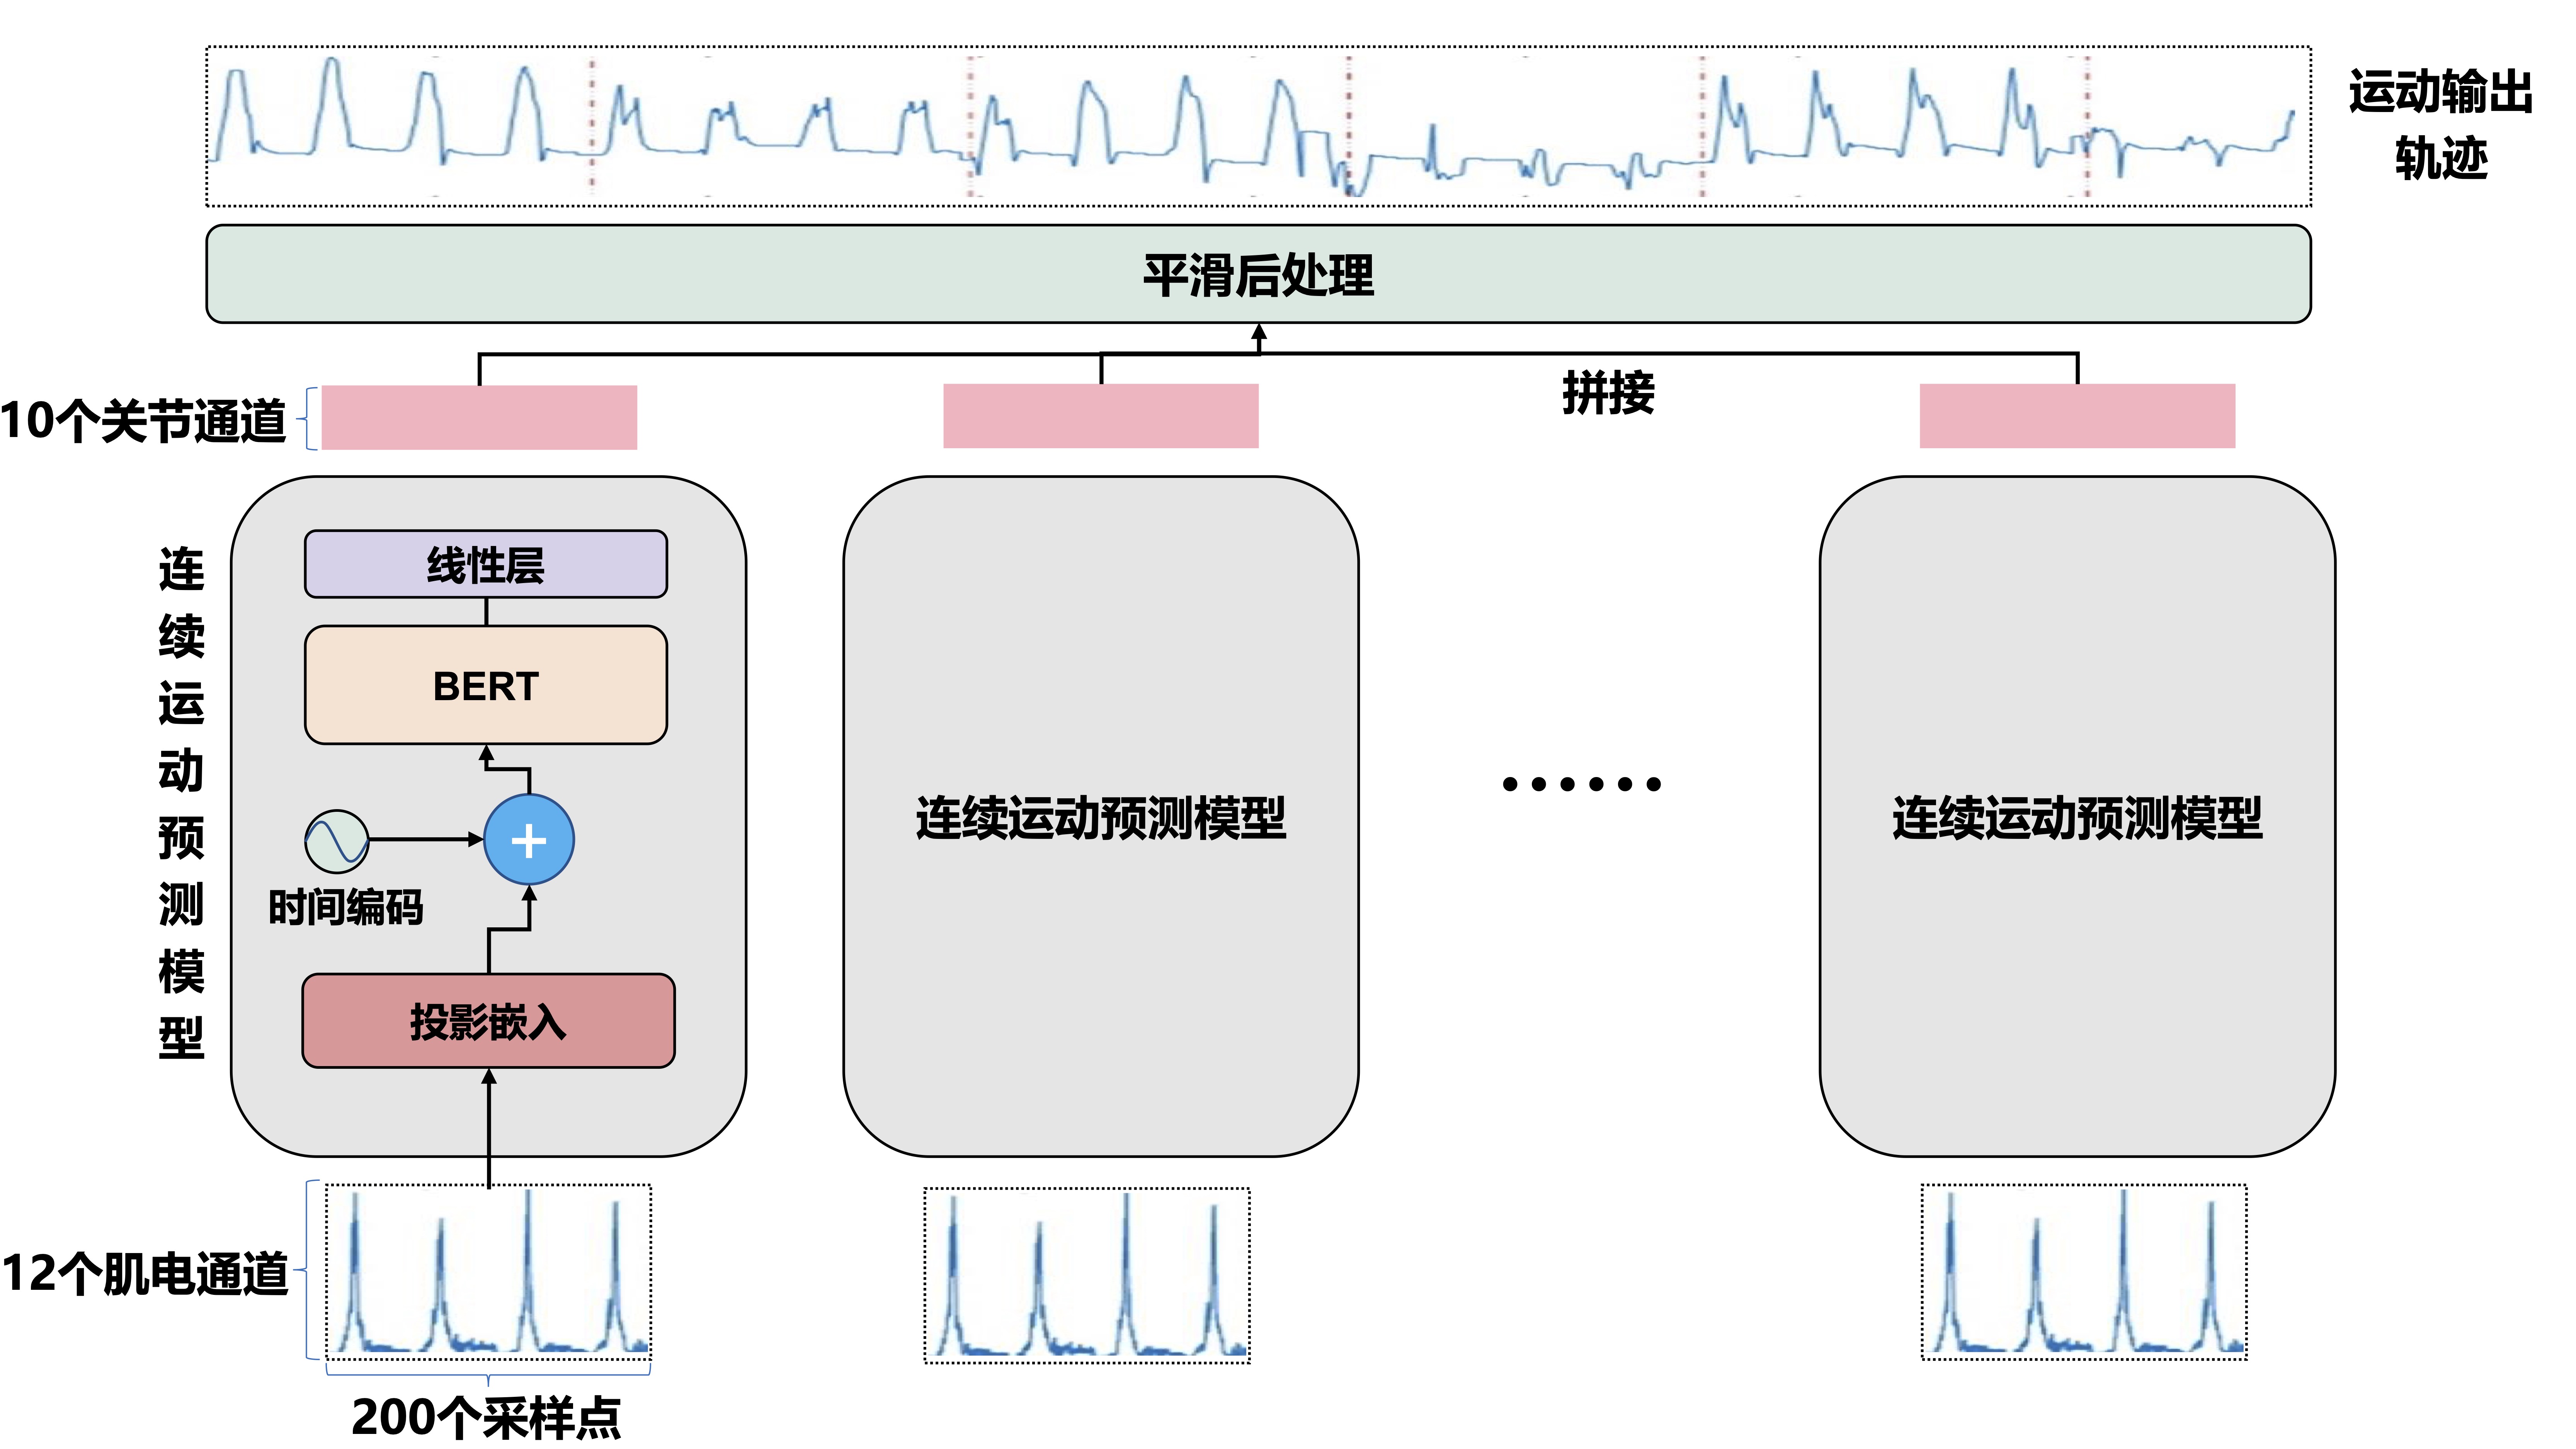 运动输出
轨迹
平滑后处理
10个关节通道
拼接
连续运动预测模型
线性层
BERT
时间编码
投影嵌入
连续运动预测模型
连续运动预测模型
12个肌电通道
200个采样点